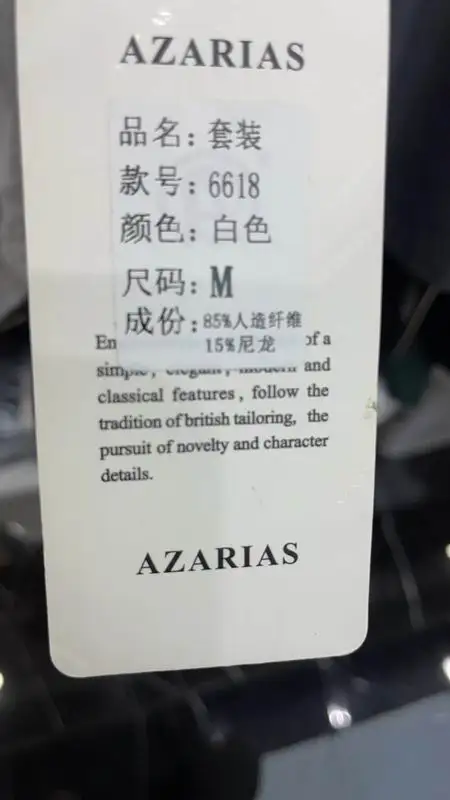 AZARIAS
品名：套装
款号：6618
颜色：白色
尺码：M
成份：85%人造纤维
15%尼龙
of a
and
classical features, follow the
tradition of british tailoring, the
pursuit of novelty and character
details.
AZARIAS